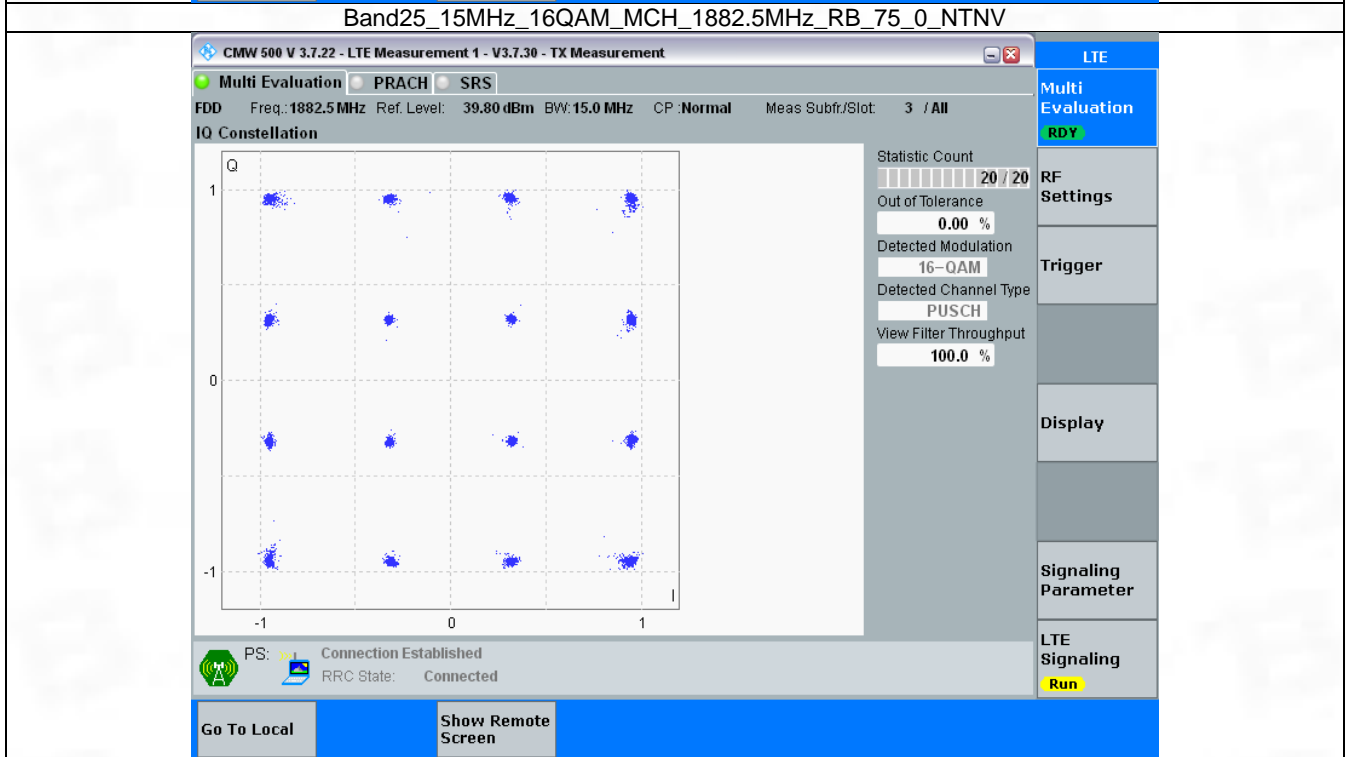 Band25_15MHz_16QAM_MCH_1882.5MHz_RB_75_0_NTNV
CMW 500 V 3.7.22 - LTE Measurement 1 - V3.7.30 - TX Measurement
LTE
Multi Evaluation PRACH SRS
Multi
Evaluation
RDY
FDD Freq.: 1882.5 MHz Ref. Level: 39.80 dBm BW: 15.0 MHz CP : Normal Meas Subfr./Slot: 3 / All
IQ Constellation
Q
1
0
-1
-1 0 1
I
Statistic Count
20 / 20
Out of Tolerance
0.00 %
Detected Modulation
16-QAM
Detected Channel Type
PUSCH
View Filter Throughput
100.0 %
RF
Settings
Trigger
Display
Signaling
Parameter
LTE
Signaling
Run
PS: Connection Established
RRC State: Connected
Go To Local
Show Remote
Screen